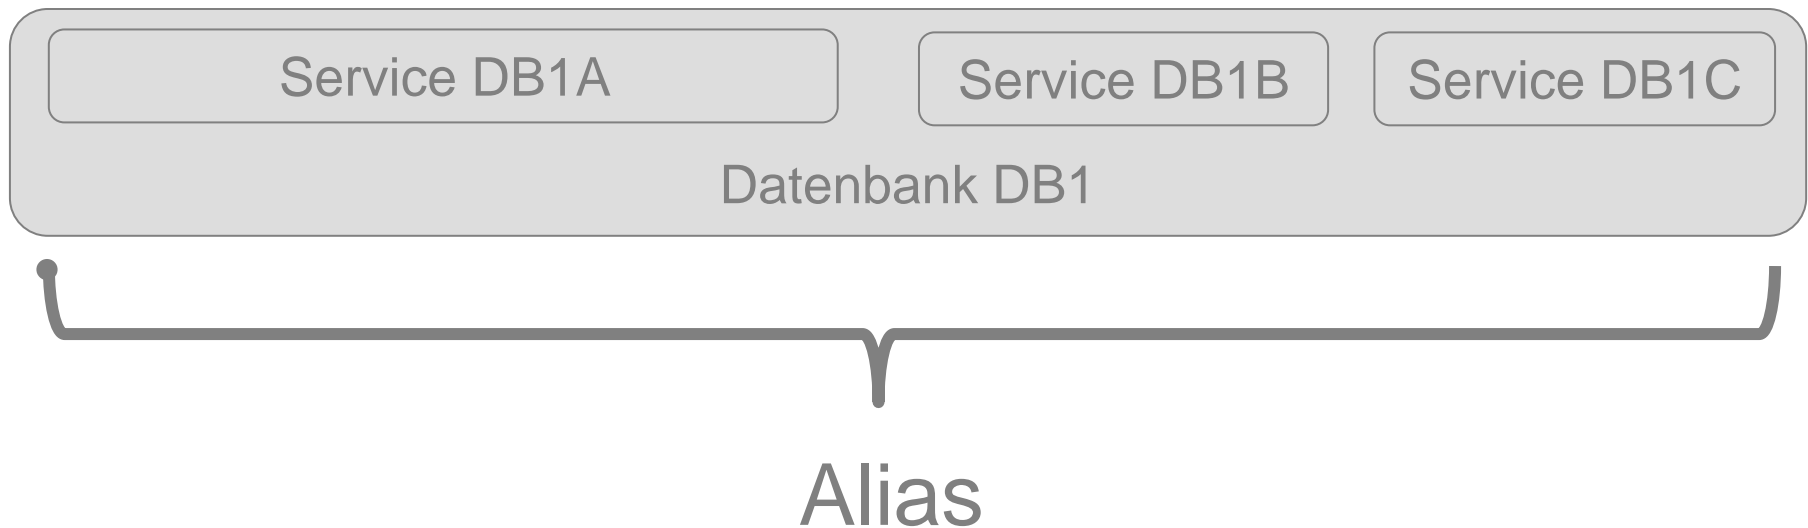 Service DB1A
Service DB1B
Service DB1C
Datenbank DB1
Alias